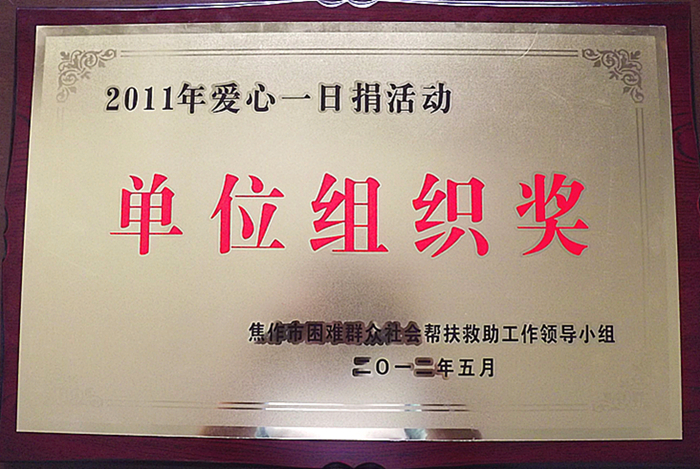 2011年爱心一日捐活动
单位组织奖
焦作市困难群众社会帮扶救助工作领导小组
二〇一二年五月